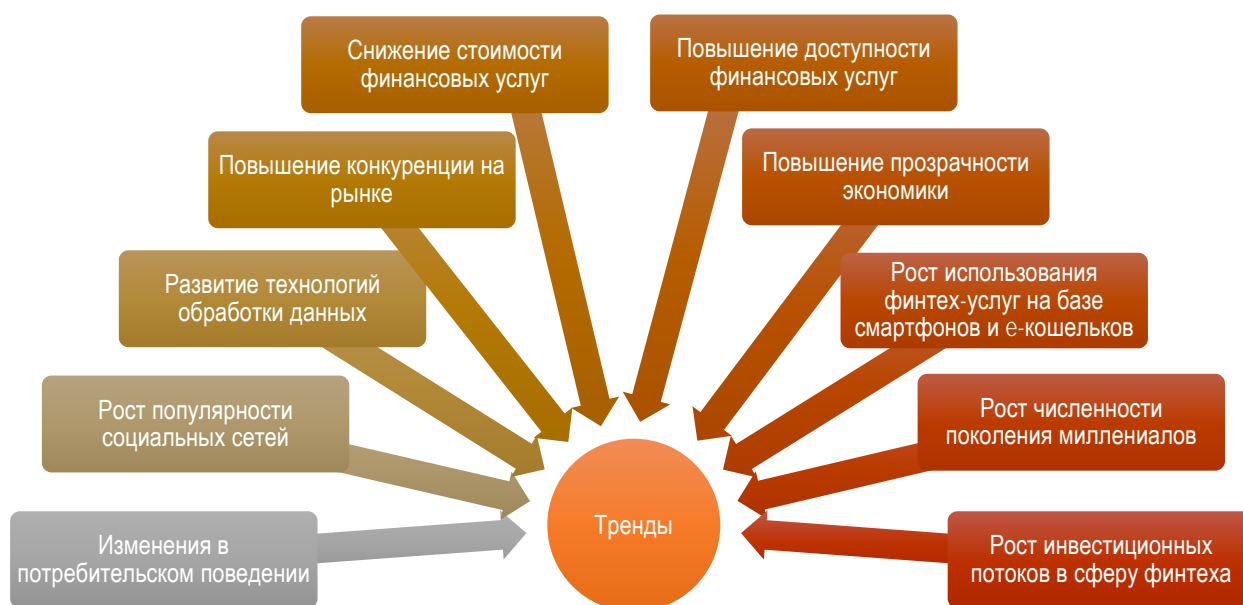 Снижение стоимости
финансовых услуг
Повышение доступности
финансовых услуг
Повышение конкуренции на
рынке
Повышение прозрачности
экономики
Развитие технологий
обработки данных
Рост использования
финтех-услуг на базе
смартфонов и е-кошельков
Рост популярности
социальных сетей
Рост численности
поколения миллениалов
Тренды
Изменения в
потребительском поведении
Рост инвестиционных
потоков в сферу финтеха